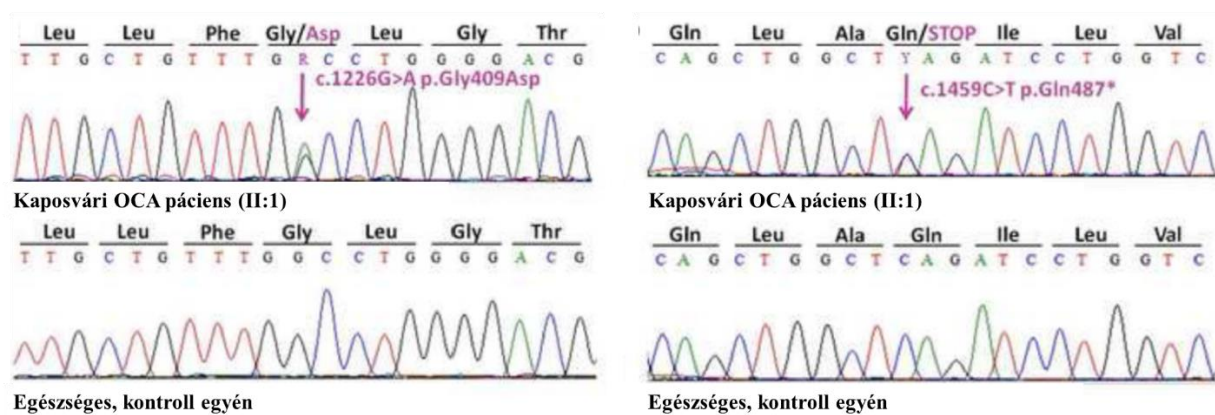 Leu Leu Phe Gly/Asp Leu Gly Thr
T T G C T G T T T G R C C T G G G G A C G
c.1226G>A p.Gly409Asp
Kaposvári OCA páciens (II:1)
Leu Leu Phe Gly Leu Gly Thr
T T G C T G T T T G G C C T G G G G A C G
Egészséges, kontroll egyén
Gln Leu Ala Gln/STOP Ile Leu Val
C A G C T G G C T Y A G A T C C T G G T C
c.1459C>T p.Gln487*
Kaposvári OCA páciens (II:1)
Gln Leu Ala Gln Ile Leu Val
C A G C T G G C T C A G A T C C T G G T C
Egészséges, kontroll egyén